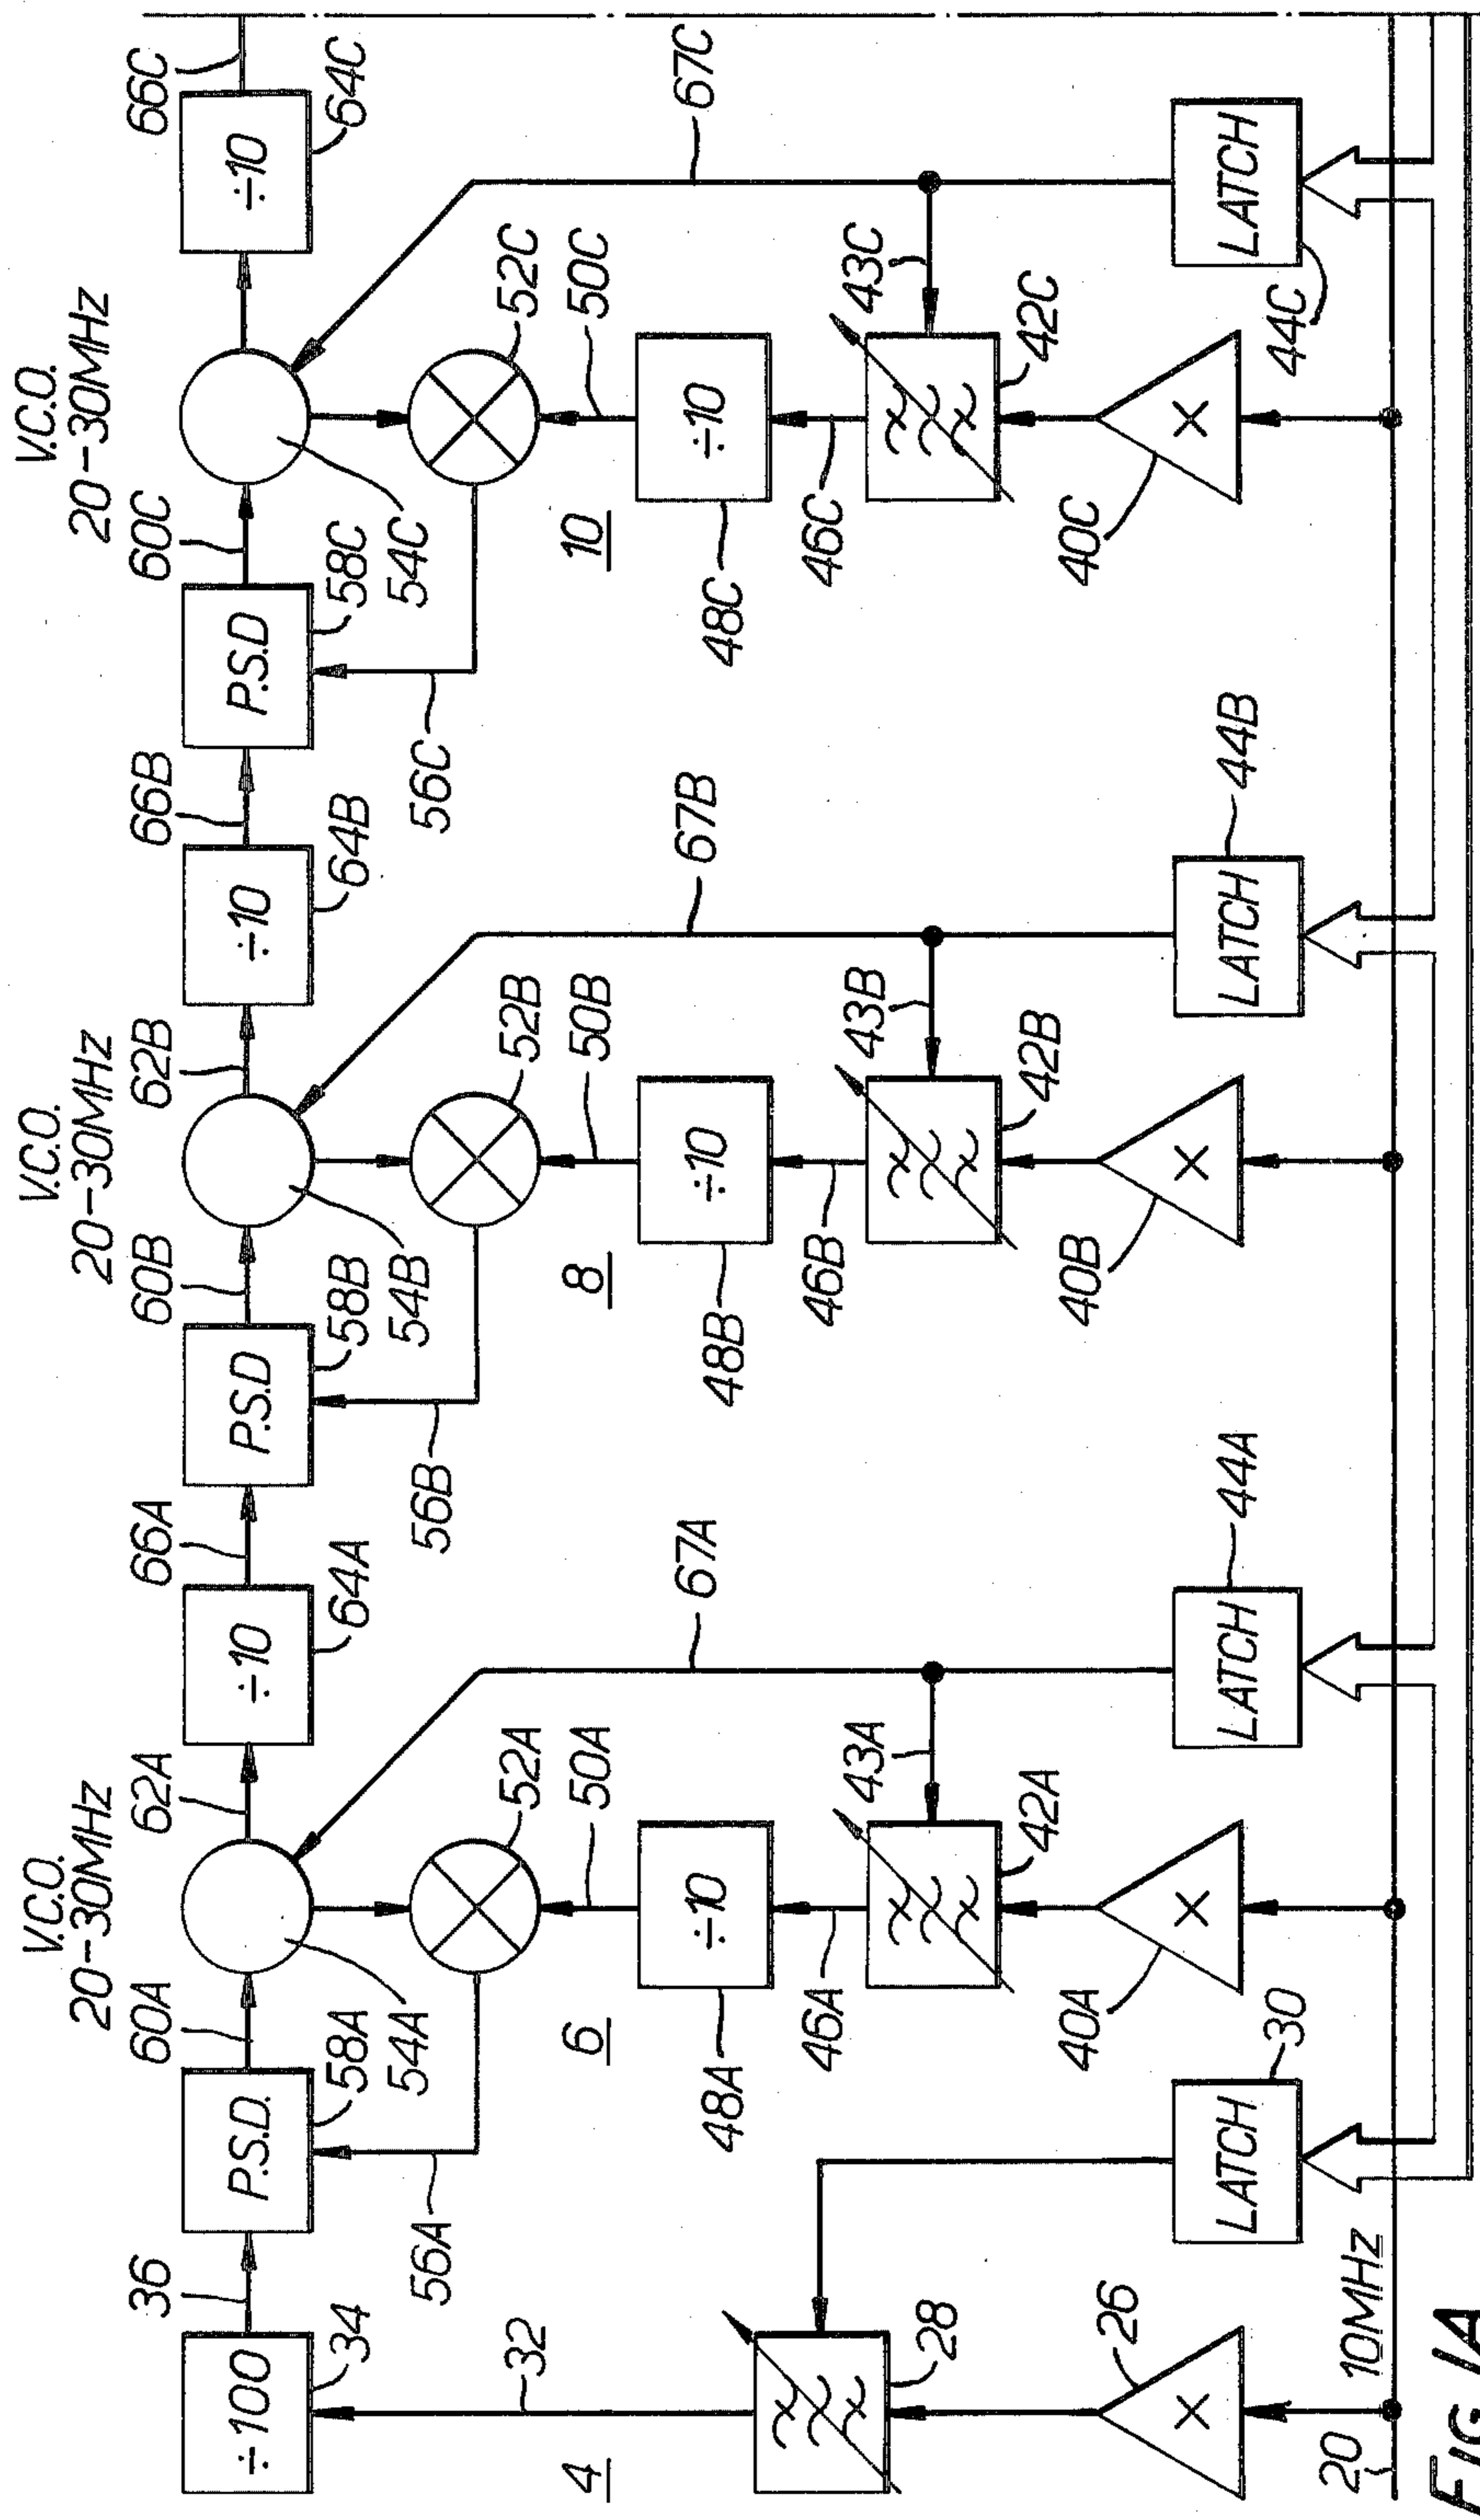 V.C.O.
20-30MHz
V.C.O.
20-30MHz
V.C.O.
20-30MHz
36
60A
62A
66A
60B
62B
66B
60C
66C
÷100
P.S.D.
÷10
P.S.D
÷10
P.S.D
÷10
34
58A
54A
64A
58B
54B
64B
58C
54C
64C
56A
52A
56B
52B
56C
52C
32
50A
67A
50B
67B
50C
67C
4
6
8
10
48A
÷10
48B
÷10
48C
÷10
46A
43A
46B
43B
46C
43C
28
42A
42B
42C
26
X
40A
X
40B
X
40C
X
30
44A
44B
44C
LATCH
LATCH
LATCH
LATCH
20
10MHz
FIG. 1A